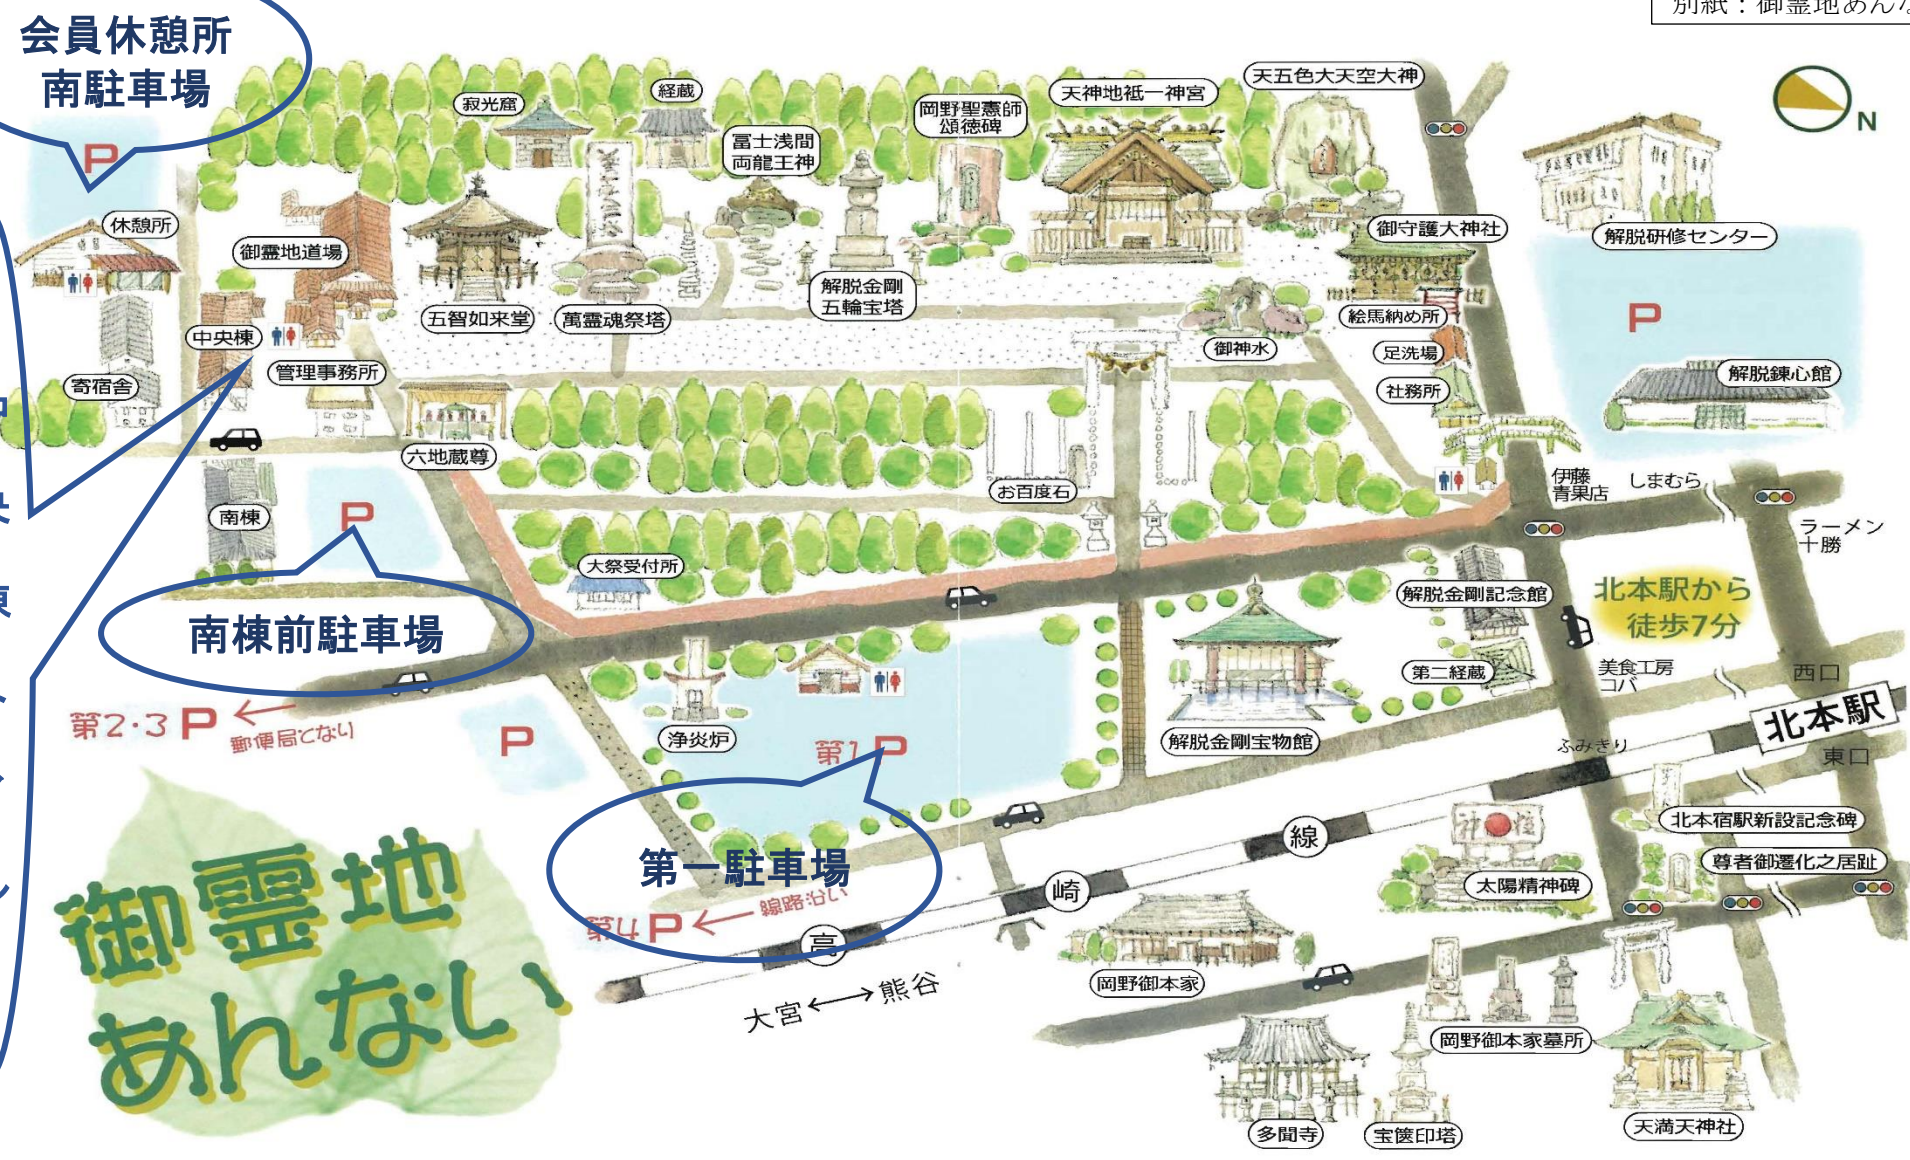 別紙：御霊地あんな
会員休憩所
南駐車場
P
天五色大天空大神
天神地祗一神宮
経蔵
寂光窟
岡野聖憲師
頌徳碑
冨士浅間
両龍王神
N
休憩所
御霊地道場
御守護大神社
解脱研修センター
解脱金剛
五輪宝塔
五智如来堂
萬霊魂祭塔
絵馬納め所
P
中央棟
御神水
足洗場
管理事務所
寄宿舎
社務所
解脱錬心館
六地蔵尊
お百度石
伊藤
青果店
しまむら
ラーメン
十勝
南棟
P
大祭受付所
解脱金剛記念館
北本駅から
徒歩7分
南棟前駐車場
第二経蔵
美食工房
コバ
西口
北本駅
東口
第2・3 P
郵便局となり
P
浄炎炉
第1 P
解脱金剛宝物館
ふみきり
北本宿駅新設記念碑
尊者御遷化之居趾
太陽精神碑
第一駐車場
線
崎
高
第4 P
線路沿い
大宮←→熊谷
岡野御本家
岡野御本家墓所
多聞寺
宝篋印塔
天満天神社
御霊地
あんない